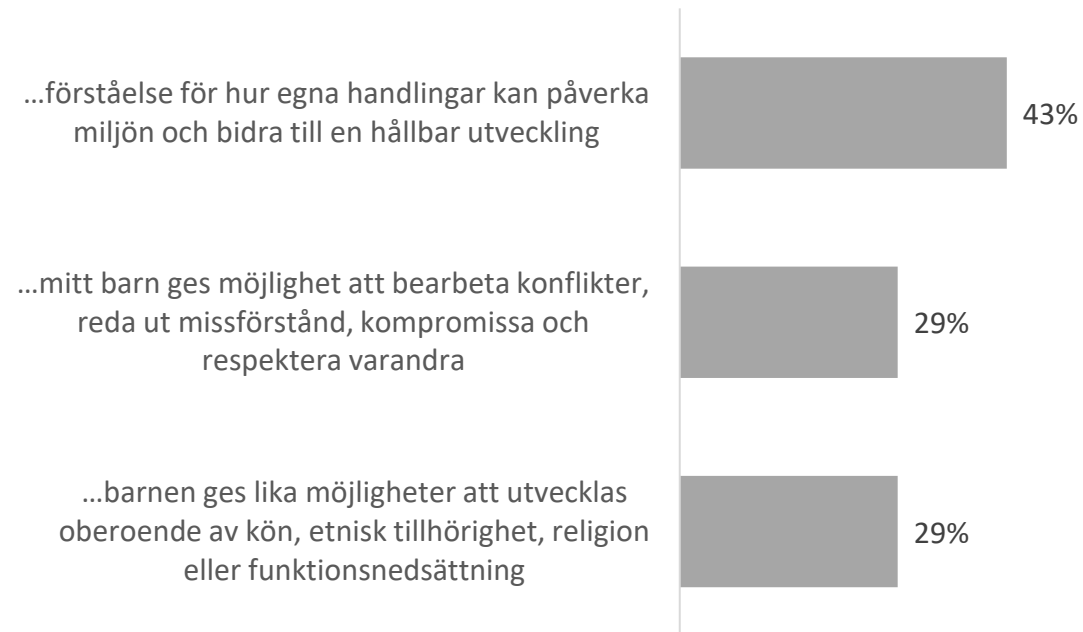 ...förståelse för hur egna handlingar kan påverka
miljön och bidra till en hållbar utveckling
43%
...mitt barn ges möjlighet att bearbeta konflikter,
reda ut missförstånd, kompromissa och
respektera varandra
29%
...barnen ges lika möjligheter att utvecklas
oberoende av kön, etnisk tillhörighet, religion
eller funktionsnedsättning
29%